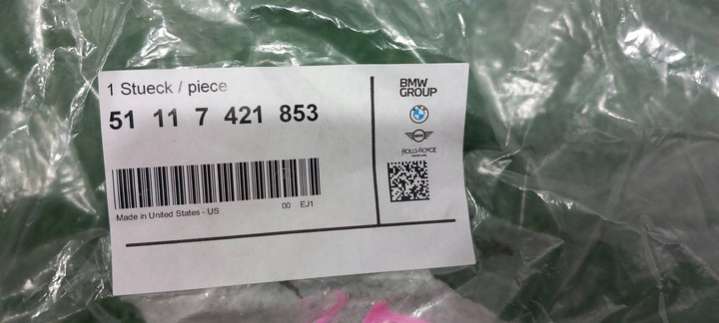 1 Stueck / piece
51 11 7 421 853
Made in United States - US
00 EJ1
BMW
GROUP
ROLLS-ROYCE